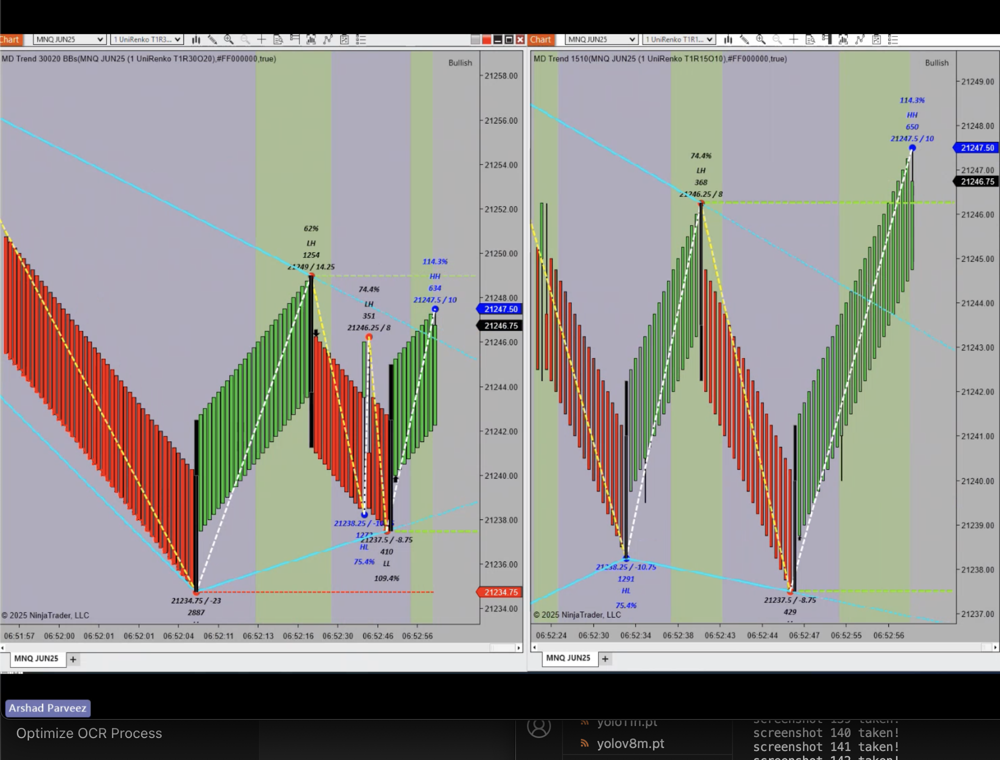 Chart
MNQ JUN25
1 UniRenko T1R3...
MD Trend 30020 BBs(MNQ JUN25 (1 UniRenko T1R30O20),#FF000000,true)
Bullish
21258.00
21256.00
21254.00
21252.00
21250.00
21248.00
21247.50
21246.75
21246.00
21244.00
21242.00
21240.00
21238.00
21236.00
21234.75
21234.00
62%
LH
1254
21249 / 14.25
74.4%
LH
351
21246.25 / 8
114.3%
HH
634
21247.5 / 10
21238.25 / -10
1277
HL
75.4%
21237.5 / -8.75
410
LL
109.4%
21234.75 / -23
2887
© 2025 NinjaTrader, LLC
06:51:57
06:52:00
06:52:01
06:52:01
06:52:04
06:52:11
06:52:13
06:52:16
06:52:30
06:52:46
06:52:56
MNQ JUN25
+
Chart
MNQ JUN25
1 UniRenko T1R1...
MD Trend 1510(MNQ JUN25 (1 UniRenko T1R15O10),#FF000000,true)
Bullish
21249.00
21248.00
21247.50
21247.00
21246.75
21246.00
21245.00
21244.00
21243.00
21242.00
21241.00
21240.00
21239.00
21238.00
21237.00
74.4%
LH
368
21246.25 / 8
114.3%
HH
650
21247.5 / 10
21238.25 / -10.75
1291
HL
75.4%
21237.5 / -8.75
429
© 2025 NinjaTrader, LLC
06:52:24
06:52:30
06:52:34
06:52:38
06:52:43
06:52:44
06:52:47
06:52:55
06:52:56
MNQ JUN25
+
Arshad Parveez
Optimize OCR Process
yolo11n.pt
yolov8m.pt
screenshot 139 taken!
screenshot 140 taken!
screenshot 141 taken!
screenshot 142 taken!